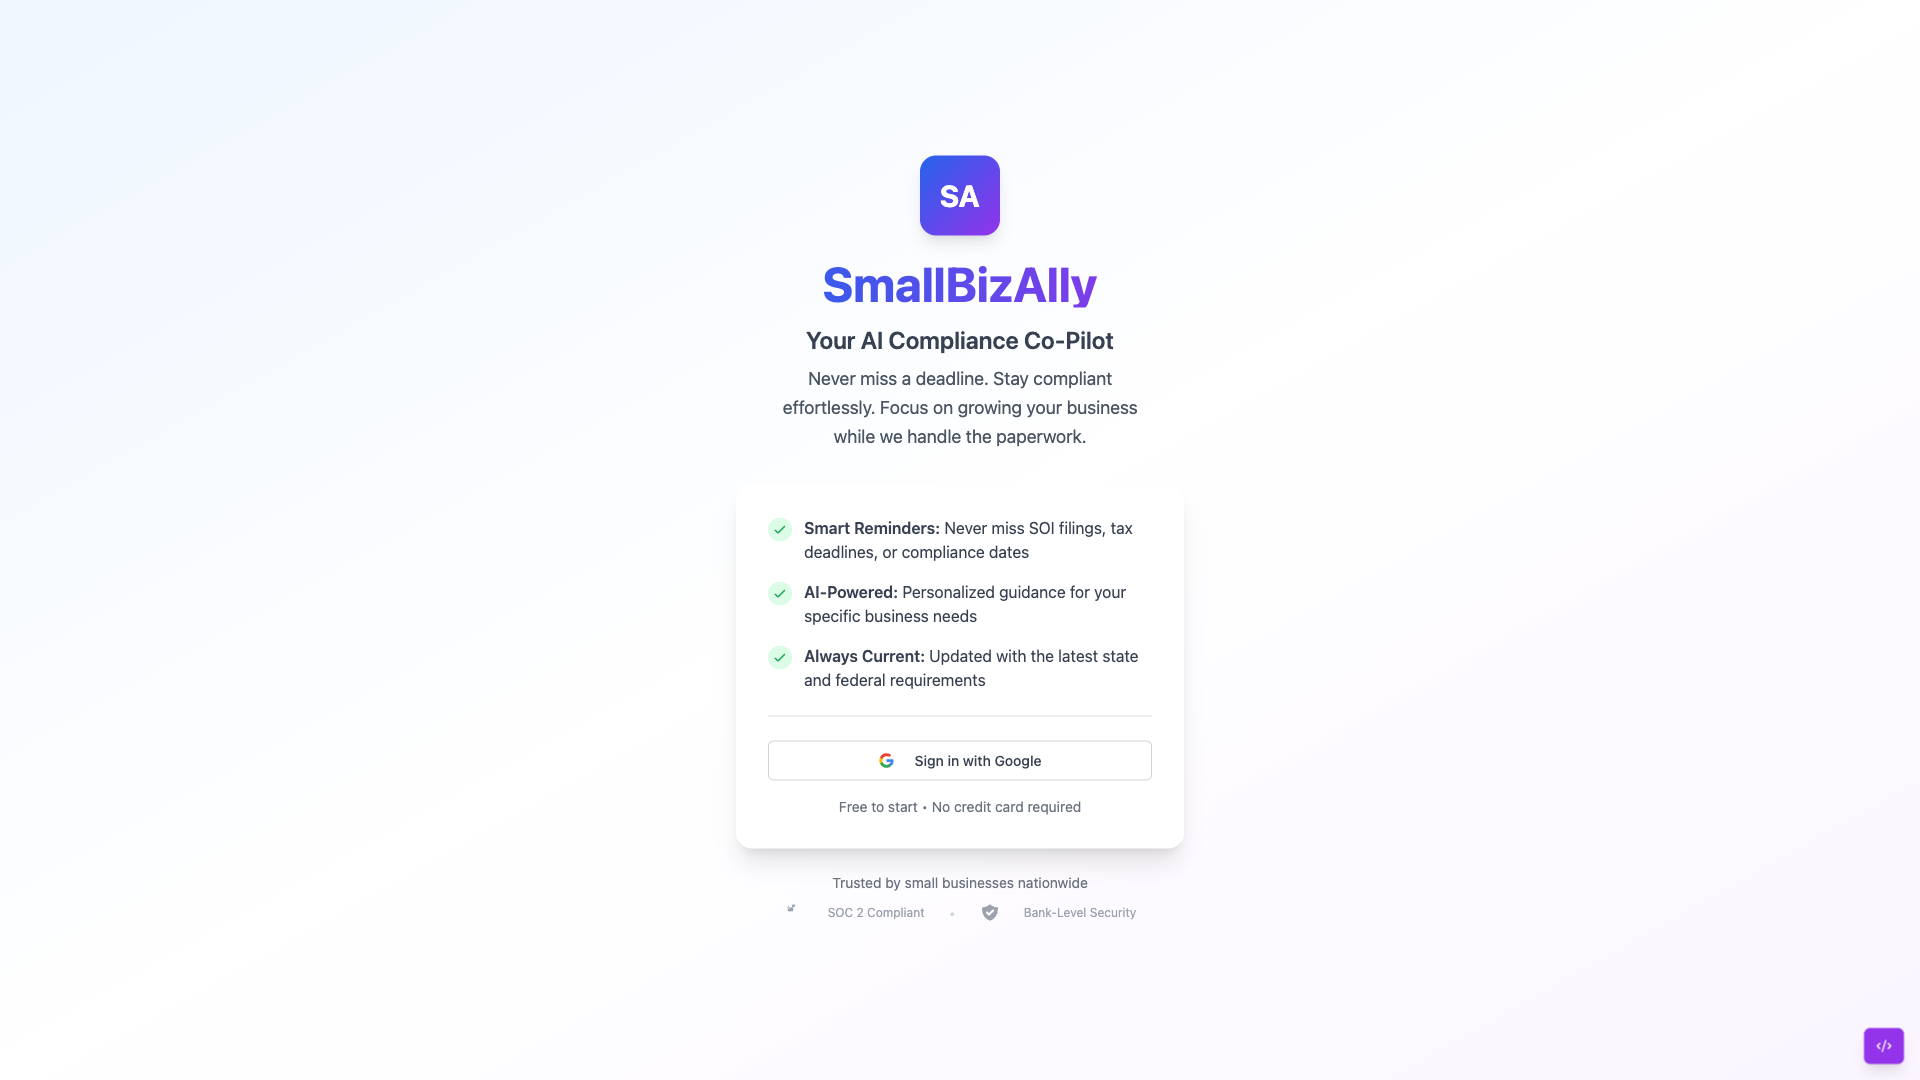 SA
SmallBizAlly
Your AI Compliance Co-Pilot
Never miss a deadline. Stay compliant
effortlessly. Focus on growing your business
while we handle the paperwork.
Smart Reminders: Never miss SOI filings, tax
deadlines, or compliance dates
AI-Powered: Personalized guidance for your
specific business needs
Always Current: Updated with the latest state
and federal requirements
Sign in with Google
Free to start • No credit card required
Trusted by small businesses nationwide
SOC 2 Compliant • Bank-Level Security